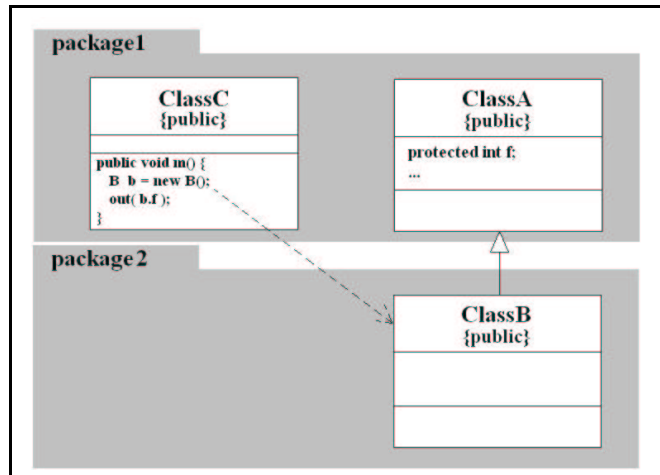 package1
ClassC
{public}
public void m() {
B b = new B();
out( b.f );
}
ClassA
{public}
protected int f;
...
package2
ClassB
{public}